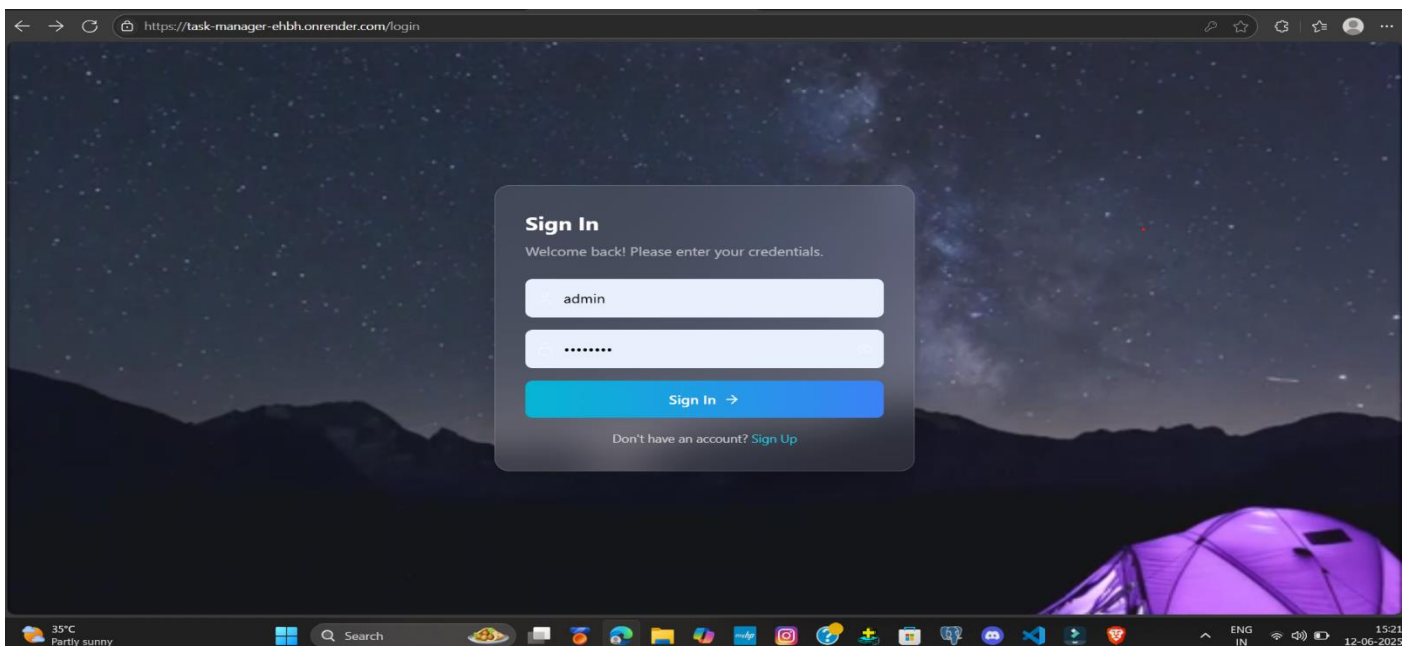 https://task-manager-ehbh.onrender.com/login
Sign In
Welcome back! Please enter your credentials.
admin
••••••••
Sign In →
Don't have an account? Sign Up
35°C
Partly sunny
Search
ENG
IN
15:21
12-06-2025